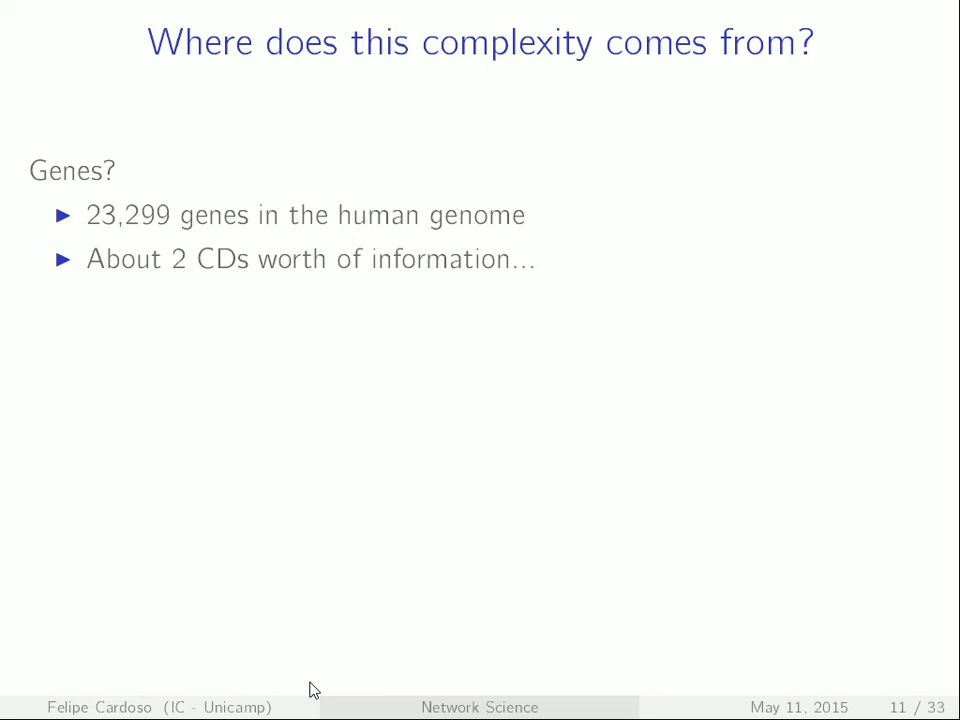 Where does this complexity comes from?
Genes?
23,299 genes in the human genome
About 2 CDs worth of information...
Felipe Cardoso (IC - Unicamp) Network Science May 11, 2015 11 / 33